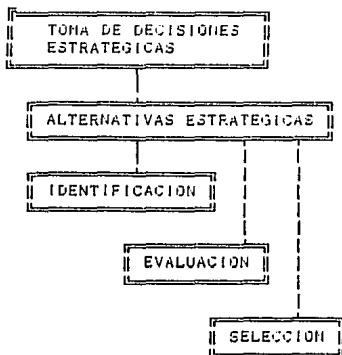 TOMA DE DECISIONES
ESTRATEGICAS
ALTERNATIVAS ESTRATEGICAS
IDENTIFICACION
EVALUACION
SELECCION